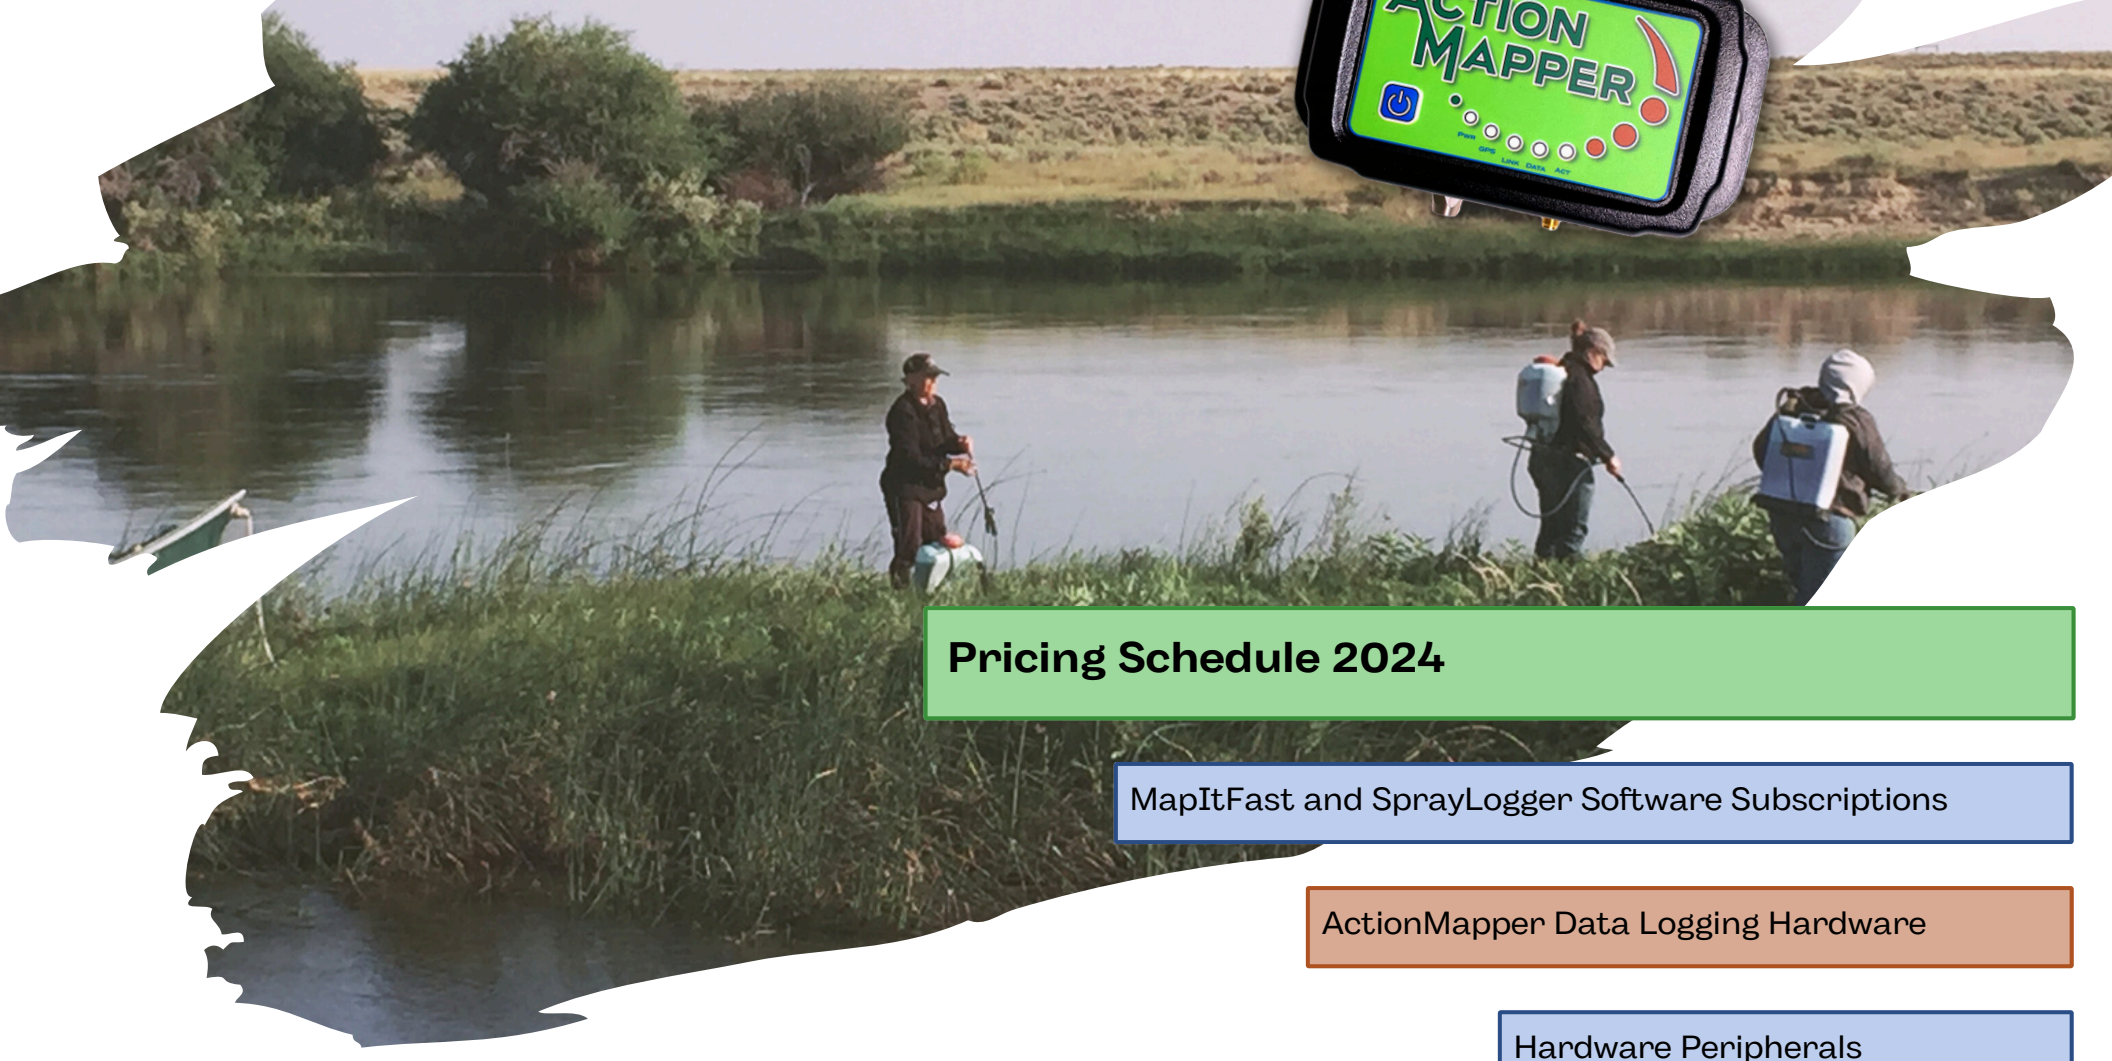 ACTION
MAPPER
PWR
GPS
LINK
DATA
ACT
Pricing Schedule 2024
MapItFast and SprayLogger Software Subscriptions
ActionMapper Data Logging Hardware
Hardware Peripherals